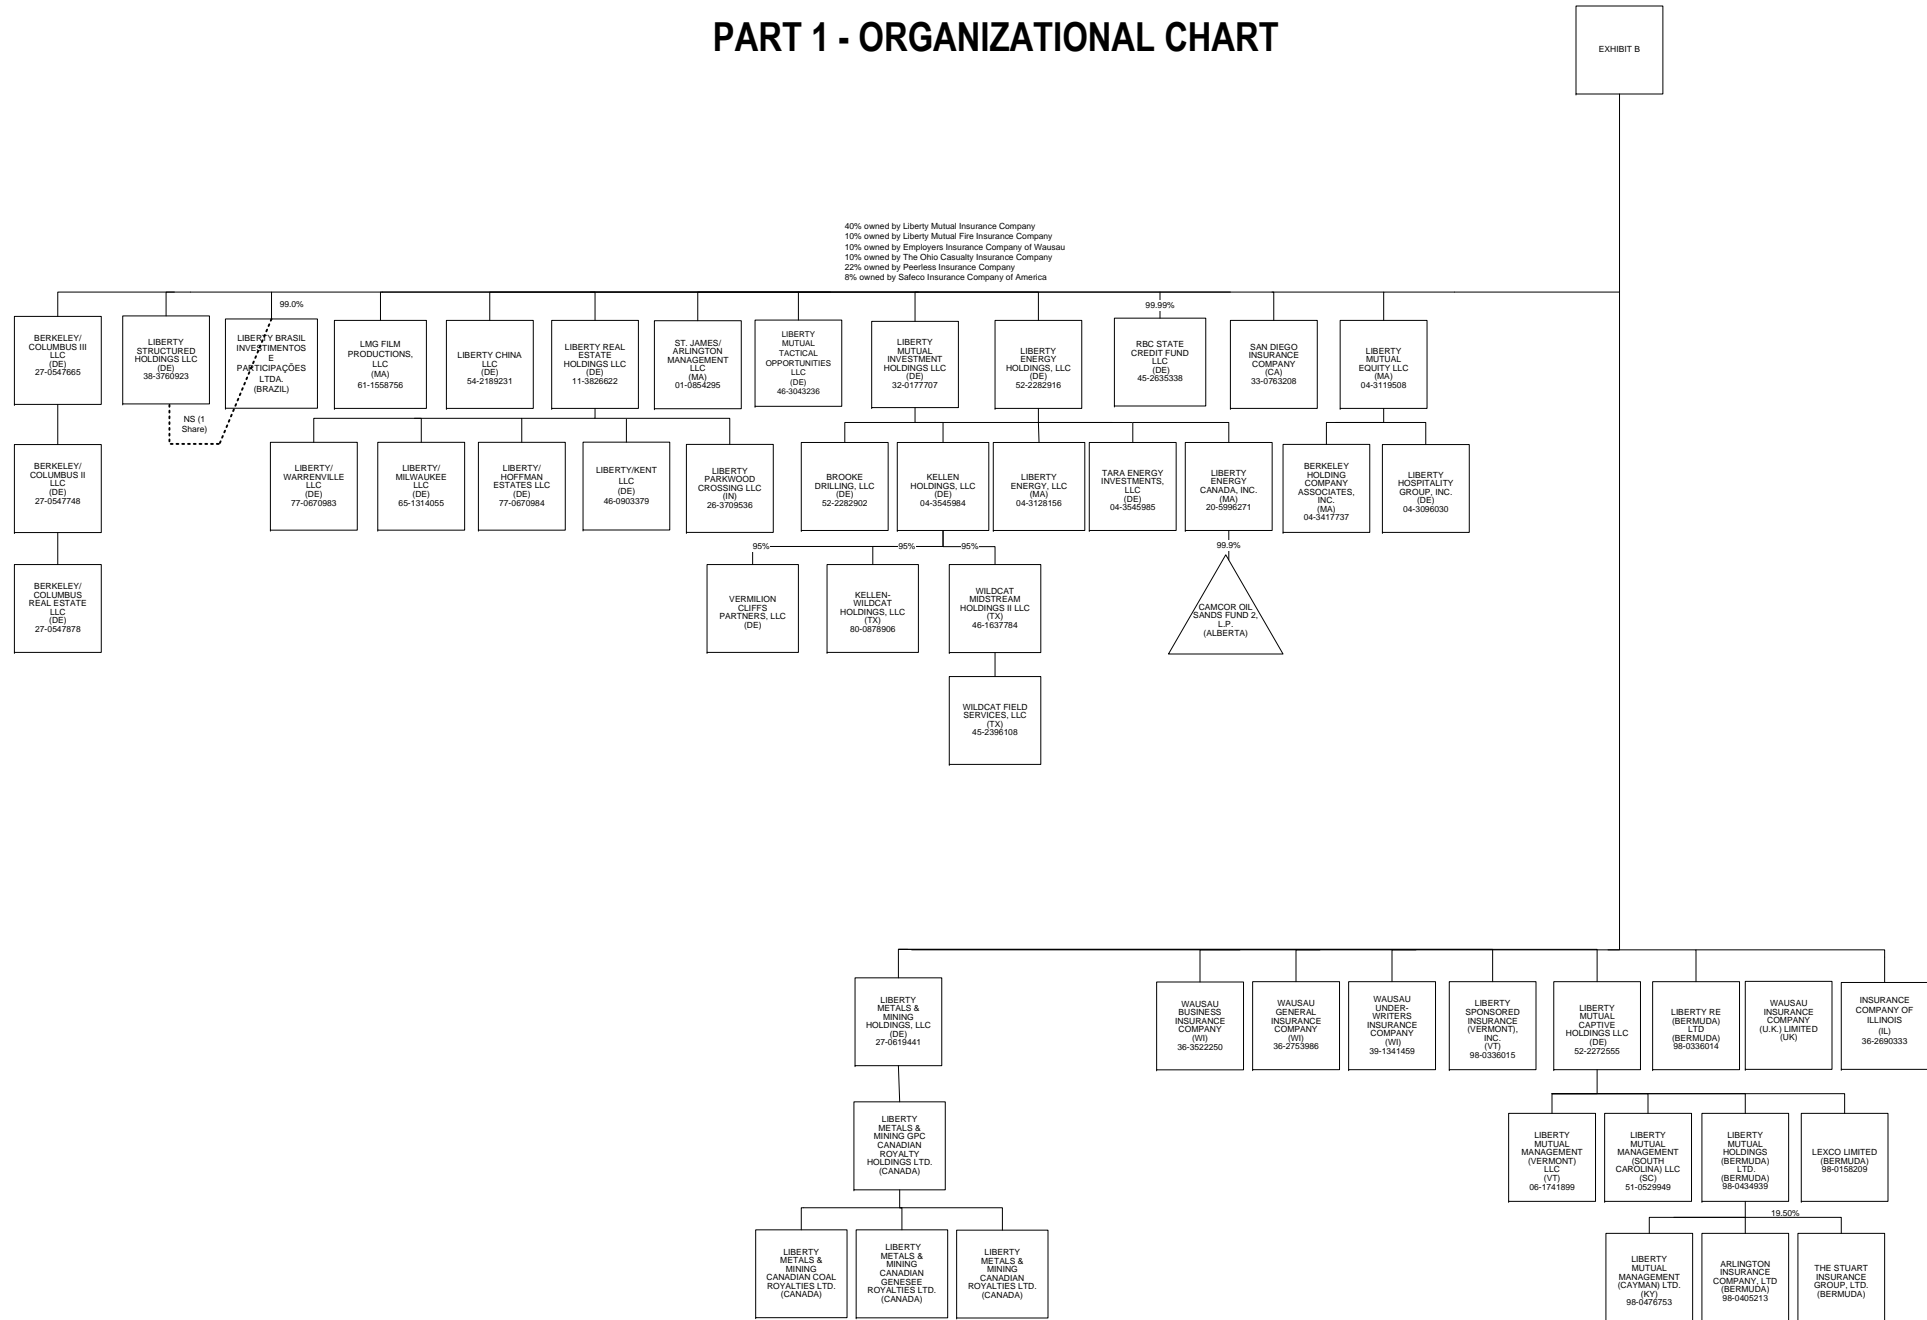 PART 1 - ORGANIZATIONAL CHART
EXHIBIT B
40% owned by Liberty Mutual Insurance Company
10% owned by Liberty Mutual Fire Insurance Company
10% owned by Employers Insurance Company of Wausau
10% owned by The Ohio Casualty Insurance Company
22% owned by Peerless Insurance Company
8% owned by Safeco Insurance Company of America
99.0%
99.99%
BERKELEY/
COLUMBUS III
LLC
(DE)
27-0547665
LIBERTY
STRUCTURED
HOLDINGS LLC
(DE)
38-3760923
LIBERTY BRASIL
INVESTIMENTOS
E
PARTICIPAÇÕES
LTDA.
(BRAZIL)
LMG FILM
PRODUCTIONS,
LLC
(MA)
61-1558756
LIBERTY CHINA
LLC
(DE)
54-2189231
LIBERTY REAL
ESTATE
HOLDINGS LLC
(DE)
11-3826622
ST. JAMES/
ARLINGTON
MANAGEMENT
LLC
(MA)
01-0854295
LIBERTY
MUTUAL
TACTICAL
OPPORTUNITIES
LLC
(DE)
46-3043236
LIBERTY
MUTUAL
INVESTMENT
HOLDINGS LLC
(DE)
32-0177707
LIBERTY
ENERGY
HOLDINGS, LLC
(DE)
52-2282916
RBC STATE
CREDIT FUND
LLC
(DE)
45-2635338
SAN DIEGO
INSURANCE
COMPANY
(CA)
33-0763208
LIBERTY
MUTUAL
EQUITY LLC
(MA)
04-3119508
NS (1
Share)
BERKELEY/
COLUMBUS II
LLC
(DE)
27-0547748
LIBERTY/
WARRENVILLE
LLC
(DE)
77-0670983
LIBERTY/
MILWAUKEE
LLC
(DE)
65-1314055
LIBERTY/
HOFFMAN
ESTATES LLC
(DE)
77-0670984
LIBERTY/KENT
LLC
(DE)
46-0903379
LIBERTY
PARKWOOD
CROSSING LLC
(IN)
26-3709536
BROOKE
DRILLING, LLC
(DE)
52-2282902
KELLEN
HOLDINGS, LLC
(DE)
04-3545984
LIBERTY
ENERGY, LLC
(MA)
04-3128156
TARA ENERGY
INVESTMENTS,
LLC
(DE)
04-3545985
LIBERTY
ENERGY
CANADA, INC.
(MA)
20-5996271
BERKELEY
HOLDING
COMPANY
ASSOCIATES,
INC.
(MA)
04-3417737
LIBERTY
HOSPITALITY
GROUP, INC.
(DE)
04-3096030
95%
95%
95%
99.9%
BERKELEY/
COLUMBUS
REAL ESTATE
LLC
(DE)
27-0547878
VERMILION
CLIFFS
PARTNERS, LLC
(DE)
KELLEN-
WILDCAT
HOLDINGS, LLC
(TX)
80-0878906
WILDCAT
MIDSTREAM
HOLDINGS II LLC
(TX)
46-1637784
CAMCOR OIL
SANDS FUND 2,
L.P.
(ALBERTA)
WILDCAT FIELD
SERVICES, LLC
(TX)
45-2396108
LIBERTY
METALS &
MINING
HOLDINGS, LLC
(DE)
27-0619441
WAUSAU
BUSINESS
INSURANCE
COMPANY
(WI)
36-3522250
WAUSAU
GENERAL
INSURANCE
COMPANY
(WI)
36-2753986
WAUSAU
UNDER-
WRITERS
INSURANCE
COMPANY
(WI)
39-1341459
LIBERTY
SPONSORED
INSURANCE
(VERMONT),
INC.
(VT)
98-0336015
LIBERTY
MUTUAL
CAPTIVE
HOLDINGS LLC
(DE)
52-2272555
LIBERTY RE
(BERMUDA)
LTD
(BERMUDA)
98-0336014
WAUSAU
INSURANCE
COMPANY
(U.K.) LIMITED
(UK)
INSURANCE
COMPANY OF
ILLINOIS
(IL)
36-2690333
LIBERTY
METALS &
MINING GPC
CANADIAN
ROYALTY
HOLDINGS LTD.
(CANADA)
LIBERTY
MUTUAL
MANAGEMENT
(VERMONT)
LLC
(VT)
06-1741899
LIBERTY
MUTUAL
MANAGEMENT
(SOUTH
CAROLINA) LLC
(SC)
51-0529949
LIBERTY
MUTUAL
HOLDINGS
(BERMUDA)
LTD.
(BERMUDA)
98-0434939
LEXCO LIMITED
(BERMUDA)
98-0158209
19.50%
LIBERTY
METALS &
MINING
CANADIAN COAL
ROYALTIES LTD.
(CANADA)
LIBERTY
METALS &
MINING
CANADIAN
GENESEE
ROYALTIES LTD.
(CANADA)
LIBERTY
METALS &
MINING
CANADIAN
ROYALTIES LTD.
(CANADA)
LIBERTY
MUTUAL
MANAGEMENT
(CAYMAN) LTD.
(KY)
98-0476753
ARLINGTON
INSURANCE
COMPANY, LTD
(BERMUDA)
98-0405213
THE STUART
INSURANCE
GROUP, LTD.
(BERMUDA)